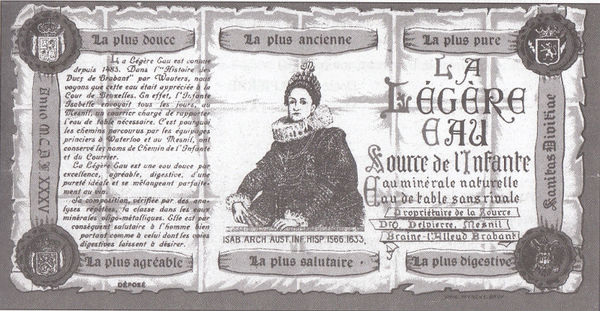 La plus douce
La plus ancienne
La plus pure
La Légère Eau est connue
depuis 1483. Dans l'"Histoire des
Ducs de Brabant" par Wauters, nous
voyons que cette eau était appréciée à la
Cour de Bruxelles. En effet, l'Infante
Isabelle envoyait tous les jours, au
Mesnil, un courrier chargé de rapporter
l'eau de table nécessaire. C'est pourquoi
les chemins parcourus par les équipages
princiers à Waterloo et au Mesnil, ont
conservé les noms de Chemin de l'Infante
et du Courrier.
La Légère Eau est une eau douce par
excellence, agréable, digestive, d'une
pureté idéale et se mélangeant parfaite-
ment au vin.
Sa composition, vérifiée par des ana-
lyses répétées, la classe dans les eaux
minérales oligo-métalliques. Elle est par
conséquent salutaire à l'homme bien
portant comme à celui dont les voies
digestives laissent à désirer.
Anno MCDXXXV
ISAB. ARCH AUST. INF. HISP 1566.1633.
LA
LÉGÈRE
EAU
Source de l'Infante
Eau minérale naturelle
Eau de table sans rivale
Propriétaire de la Source
Delpierre, Mesnil
Braine-l'Alleud Brabant
Sanitas Divitiae
La plus agréable
La plus salutaire
La plus digestive
DÉPOSÉ